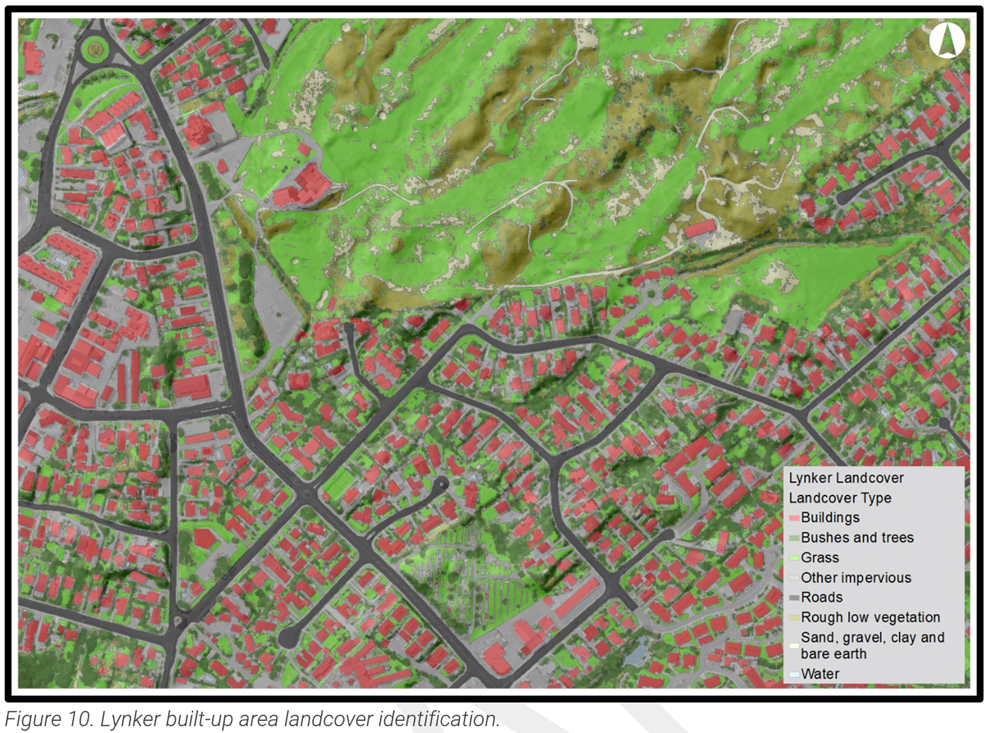 Lynker Landcover
Landcover Type
Buildings
Bushes and trees
Grass
Other impervious
Roads
Rough low vegetation
Sand, gravel, clay and
bare earth
Water
Figure 10. Lynker built-up area landcover identification.